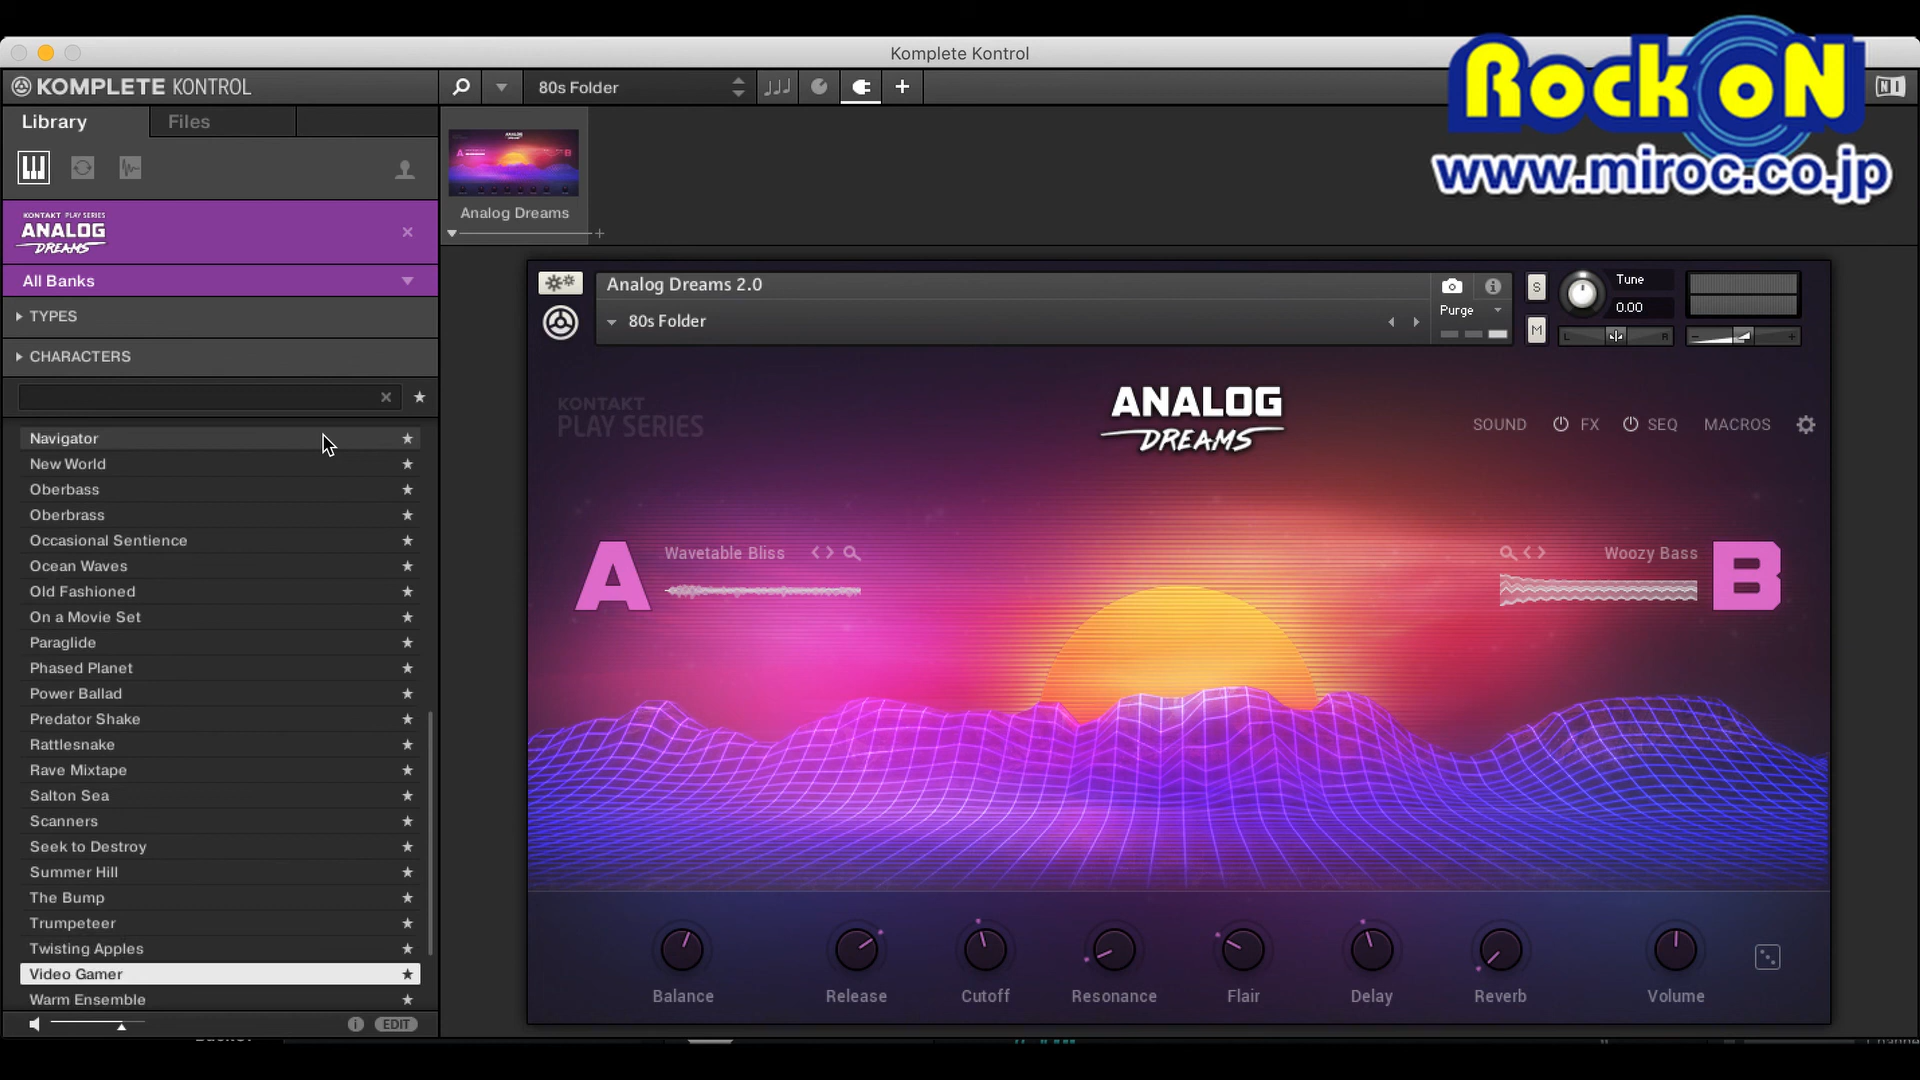 Komplete Kontrol
Rock oN
www.miroc.co.jp
KOMPLETE KONTROL
80s Folder
NI
Library
Files
Analog Dreams
KONTAKT PLAY SERIES
ANALOG
DREAMS
All Banks
TYPES
CHARACTERS
Navigator
New World
Oberbass
Oberbrass
Occasional Sentience
Ocean Waves
Old Fashioned
On a Movie Set
Paraglide
Phased Planet
Power Ballad
Predator Shake
Rattlesnake
Rave Mixtape
Salton Sea
Scanners
Seek to Destroy
Summer Hill
The Bump
Trumpeteer
Twisting Apples
Video Gamer
Warm Ensemble
EDIT
Analog Dreams 2.0
80s Folder
Purge
S
M
Tune
0.00
L
R
KONTAKT
PLAY SERIES
ANALOG
DREAMS
SOUND
FX
SEQ
MACROS
A
Wavetable Bliss
Woozy Bass
B
Balance
Release
Cutoff
Resonance
Flair
Delay
Reverb
Volume